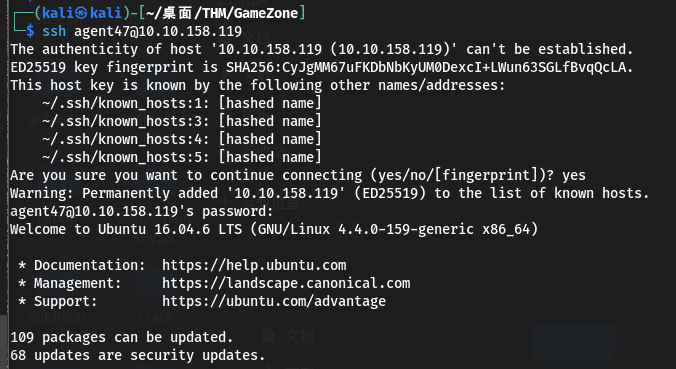 ┌──(kali㉿kali)-[~/桌面/THM/GameZone]
└─$ ssh agent47@10.10.158.119
The authenticity of host '10.10.158.119 (10.10.158.119)' can't be established.
ED25519 key fingerprint is SHA256:CyJgMM67uFKDbNbKyUM0DexcI+LWun63SGLfBvqQcLA.
This host key is known by the following other names/addresses:
    ~/.ssh/known_hosts:1: [hashed name]
    ~/.ssh/known_hosts:3: [hashed name]
    ~/.ssh/known_hosts:4: [hashed name]
    ~/.ssh/known_hosts:5: [hashed name]
Are you sure you want to continue connecting (yes/no/[fingerprint])? yes
Warning: Permanently added '10.10.158.119' (ED25519) to the list of known hosts.
agent47@10.10.158.119's password:
Welcome to Ubuntu 16.04.6 LTS (GNU/Linux 4.4.0-159-generic x86_64)

 * Documentation:  https://help.ubuntu.com
 * Management:     https://landscape.canonical.com
 * Support:        https://ubuntu.com/advantage
Sublist3r crack
文档
109 packages can be updated.
68 updates are security updates.